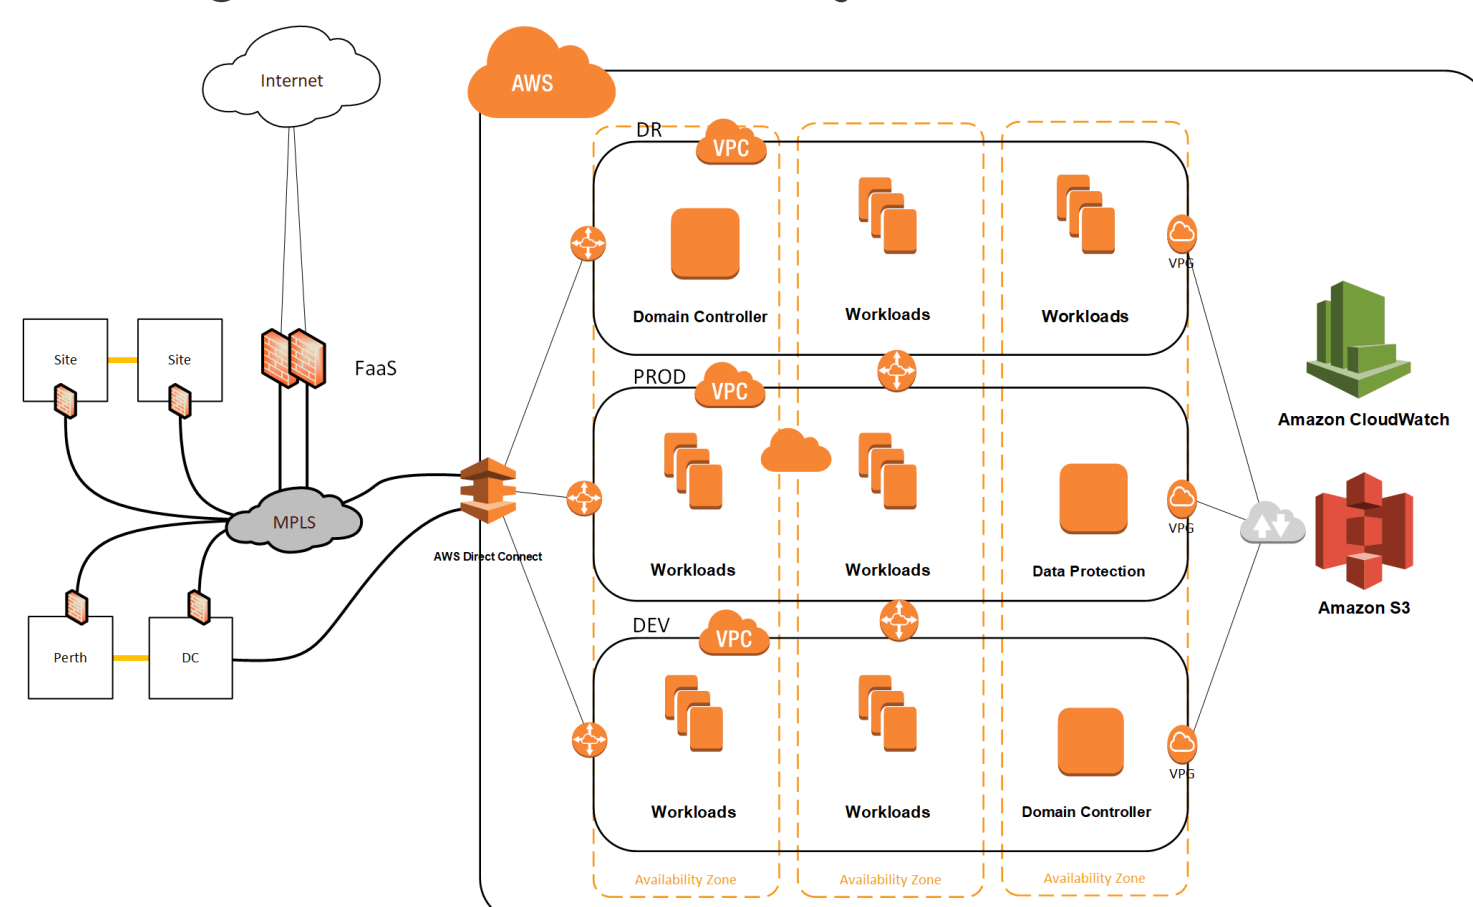 Internet
AWS
DR
VPC
VPG
Domain Controller
Workloads
Workloads
Site
Site
FaaS
PROD
VPC
Amazon CloudWatch
MPLS
AWS Direct Connect
VPG
Workloads
Workloads
Data Protection
Amazon S3
DEV
VPC
Perth
DC
VPG
Workloads
Workloads
Domain Controller
Availability Zone
Availability Zone
Availability Zone